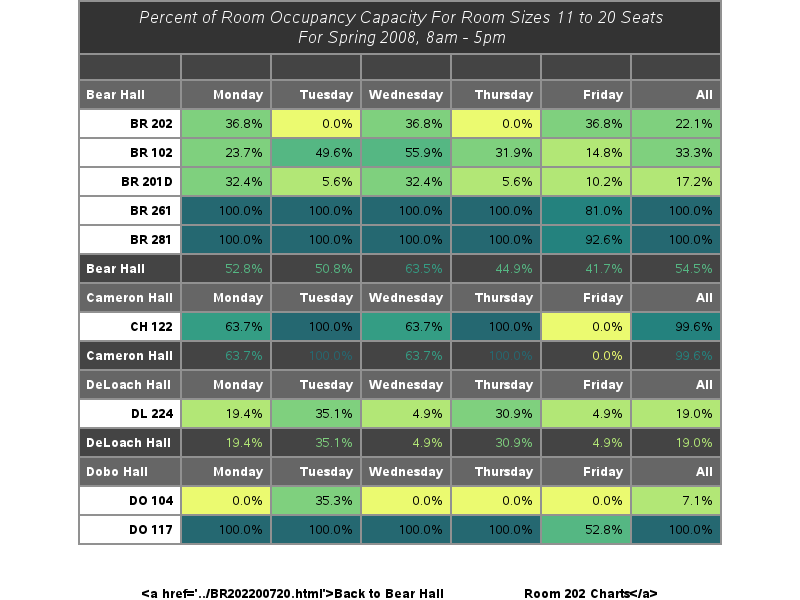 Percent of Room Occupancy Capacity For Room Sizes 11 to 20 Seats
For Spring 2008, 8am - 5pm
Bear Hall Monday Tuesday Wednesday Thursday Friday All
BR 202 36.8% 0.0% 36.8% 0.0% 36.8% 22.1%
BR 102 23.7% 49.6% 55.9% 31.9% 14.8% 33.3%
BR 201D 32.4% 5.6% 32.4% 5.6% 10.2% 17.2%
BR 261 100.0% 100.0% 100.0% 100.0% 81.0% 100.0%
BR 281 100.0% 100.0% 100.0% 100.0% 92.6% 100.0%
Bear Hall 52.8% 50.8% 63.5% 44.9% 41.7% 54.5%
Cameron Hall Monday Tuesday Wednesday Thursday Friday All
CH 122 63.7% 100.0% 63.7% 100.0% 0.0% 99.6%
Cameron Hall 63.7% 100.0% 63.7% 100.0% 0.0% 99.6%
DeLoach Hall Monday Tuesday Wednesday Thursday Friday All
DL 224 19.4% 35.1% 4.9% 30.9% 4.9% 19.0%
DeLoach Hall 19.4% 35.1% 4.9% 30.9% 4.9% 19.0%
Dobo Hall Monday Tuesday Wednesday Thursday Friday All
DO 104 0.0% 35.3% 0.0% 0.0% 0.0% 7.1%
DO 117 100.0% 100.0% 100.0% 100.0% 52.8% 100.0%
<a href='../BR202200720.html'>Back to Bear Hall Room 202 Charts</a>